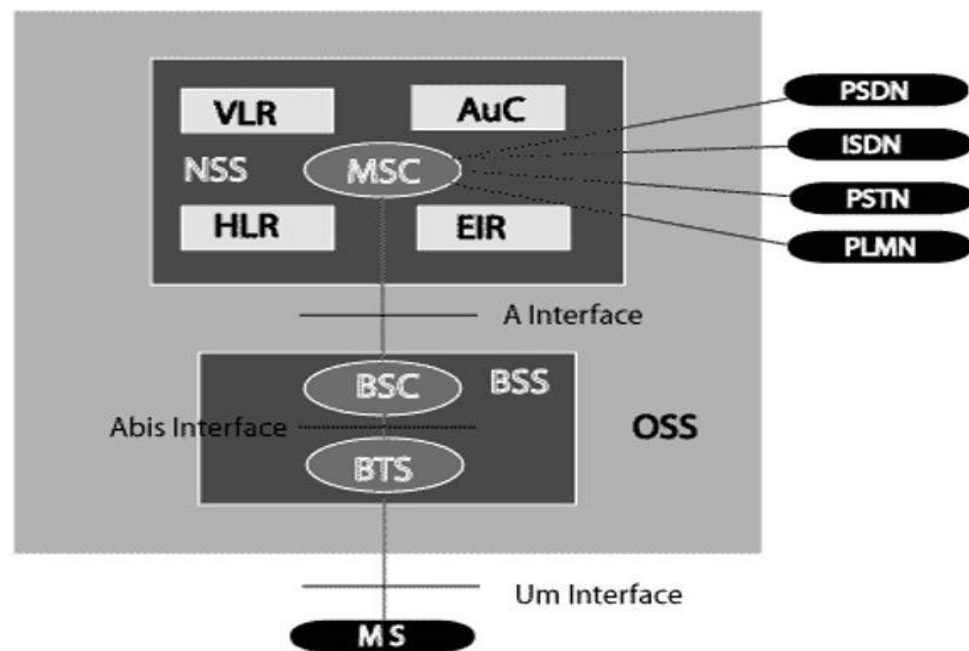 VLR
AuC
PSDN
ISDN
NSS
MSC
PSTN
HLR
EIR
PLMN
A Interface
BSC
BSS
Abis Interface
OSS
BTS
Um Interface
MS